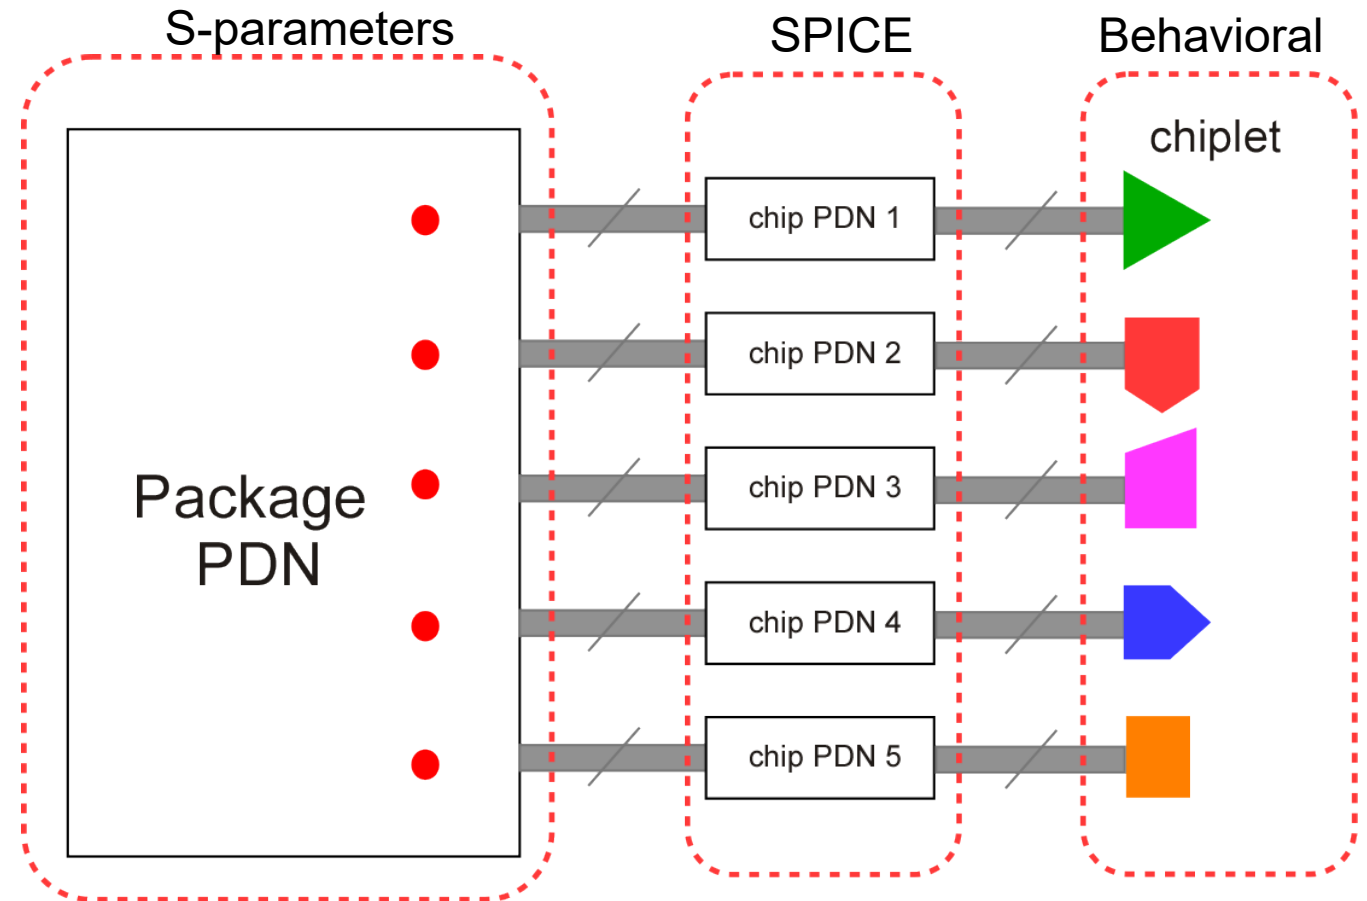 S-parameters
SPICE
Behavioral
chiplet
chip PDN 1
chip PDN 2
chip PDN 3
chip PDN 4
chip PDN 5
Package
PDN